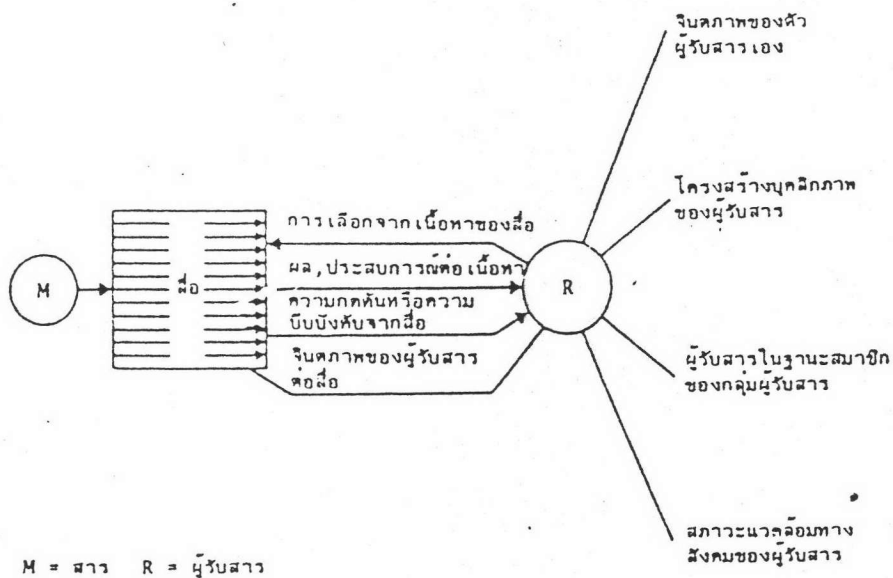 จินตภาพของตัว
ผู้รับสารเอง
โครงสร้างบุคลิกภาพ
ของผู้รับสาร
การเลือกจากเนื้อหาของสื่อ
M
สื่อ
ผล,ประสบการณ์ต่อเนื้อหา
R
ความกดดันหรือความ
บีบบังคับจากสื่อ
จินตภาพของผู้รับสาร
ต่อสื่อ
ผู้รับสารในฐานะสมาชิก
ของกลุ่มผู้รับสาร
สภาวะแวดล้อมทาง
สังคมของผู้รับสาร
M = สาร R = ผู้รับสาร